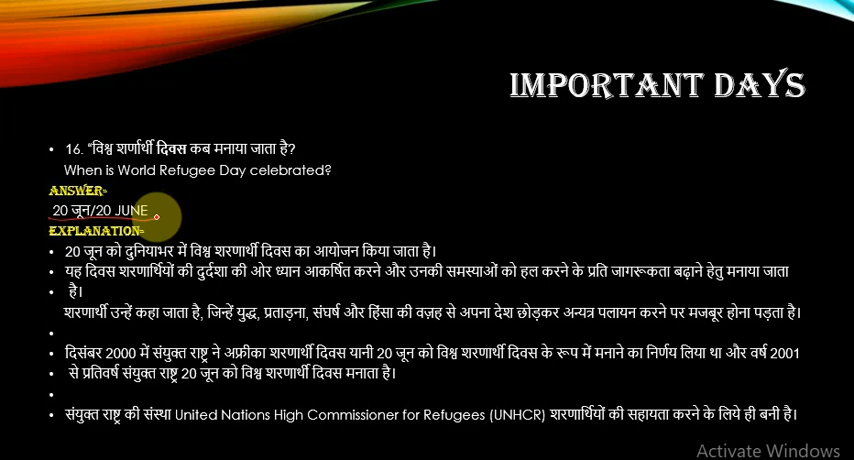 IMPORTANT DAYS
• 16. “विश्व शर्णार्थी दिवस कब मनाया जाता है?
When is World Refugee Day celebrated?
ANSWER-
20 जून/20 JUNE
EXPLANATION-
• 20 जून को दुनियाभर में विश्व शरणार्थी दिवस का आयोजन किया जाता है।
• यह दिवस शरणार्थियों की दुर्दशा की ओर ध्यान आकर्षित करने और उनकी समस्याओं को हल करने के प्रति जागरूकता बढ़ाने हेतु मनाया जाता
• है।
शरणार्थी उन्हें कहा जाता है, जिन्हें युद्ध, प्रताड़ना, संघर्ष और हिंसा की वज़ह से अपना देश छोड़कर अन्यत्र पलायन करने पर मजबूर होना पड़ता है।
•
• दिसंबर 2000 में संयुक्त राष्ट्र ने अफ्रीका शरणार्थी दिवस यानी 20 जून को विश्व शरणार्थी दिवस के रूप में मनाने का निर्णय लिया था और वर्ष 2001
• से प्रतिवर्ष संयुक्त राष्ट्र 20 जून को विश्व शरणार्थी दिवस मनाता है।
•
• संयुक्त राष्ट्र की संस्था United Nations High Commissioner for Refugees (UNHCR) शरणार्थियों की सहायता करने के लिये ही बनी है।
Activate Windows